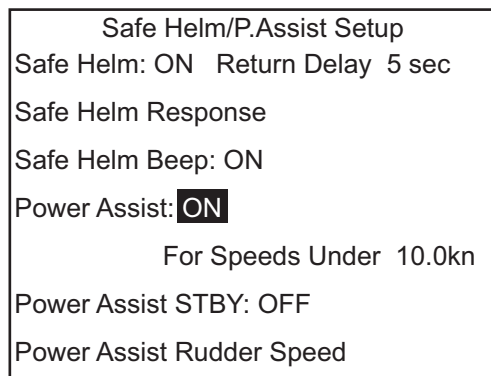 Safe Helm/P.Assist Setup
Safe Helm: ON Return Delay 5 sec
Safe Helm Response
Safe Helm Beep: ON
Power Assist: ON
For Speeds Under 10.0kn
Power Assist STBY: OFF
Power Assist Rudder Speed